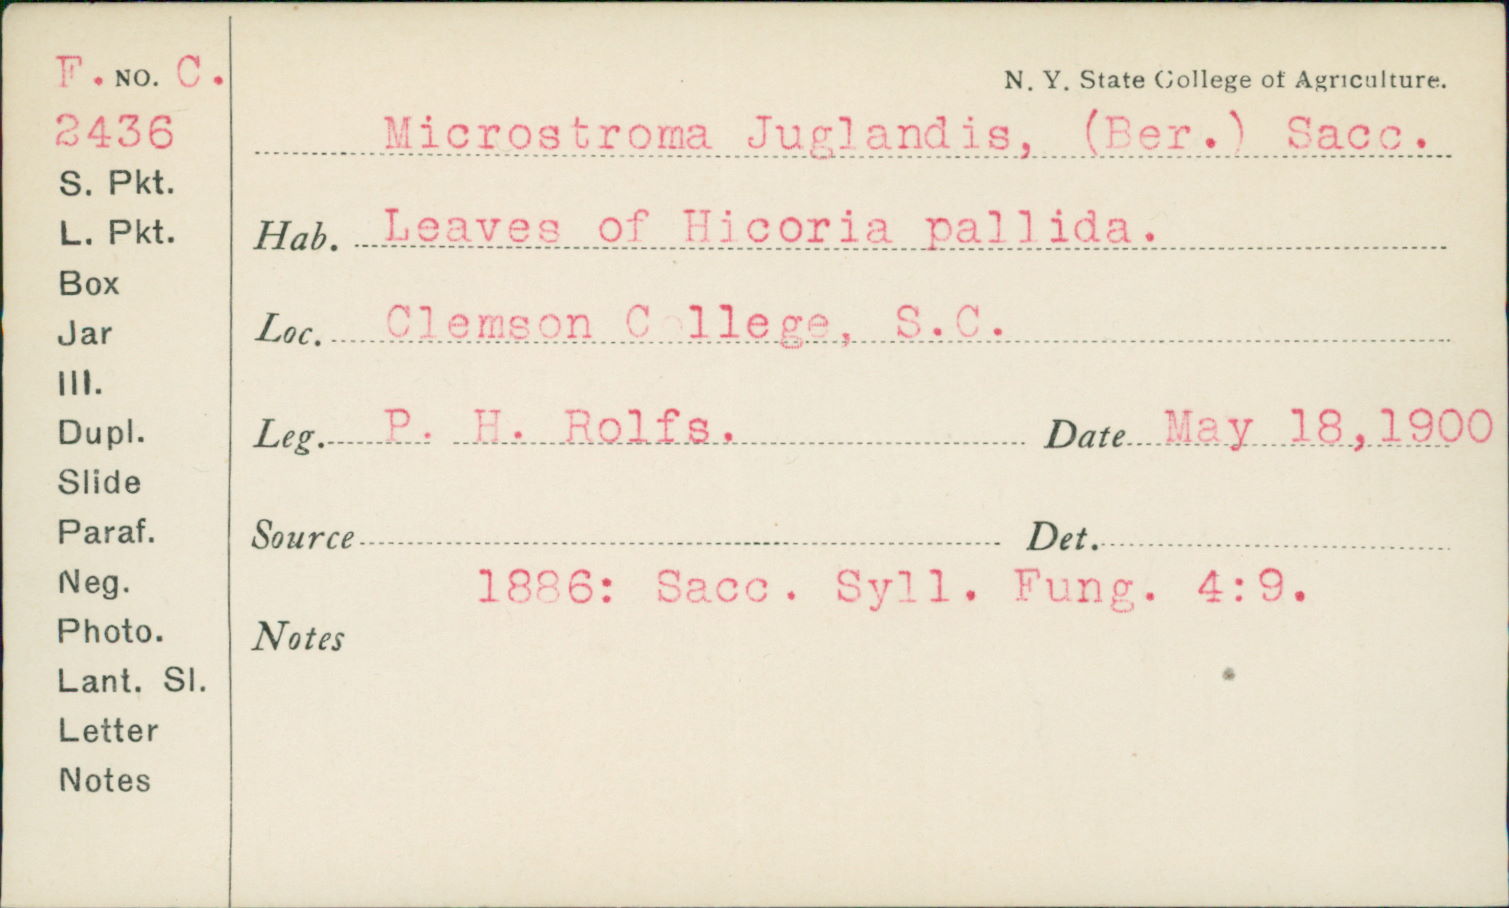 F. NO. C.
N. Y. State College of Agriculture.
2436
Microstroma Juglandis, (Ber.) Sacc.
S. Pkt.
L. Pkt.
Hab. Leaves of Hicoria pallida.
Box
Jar
Loc. Clemson C llege, S.C.
Ill.
Dupl.
Leg. P. H. Rolfs. Date May 18,1900
Slide
Paraf.
Source Det.
Neg.
1886: Sacc. Syll. Fung. 4:9.
Photo.
Notes
Lant. Sl.
Letter
Notes